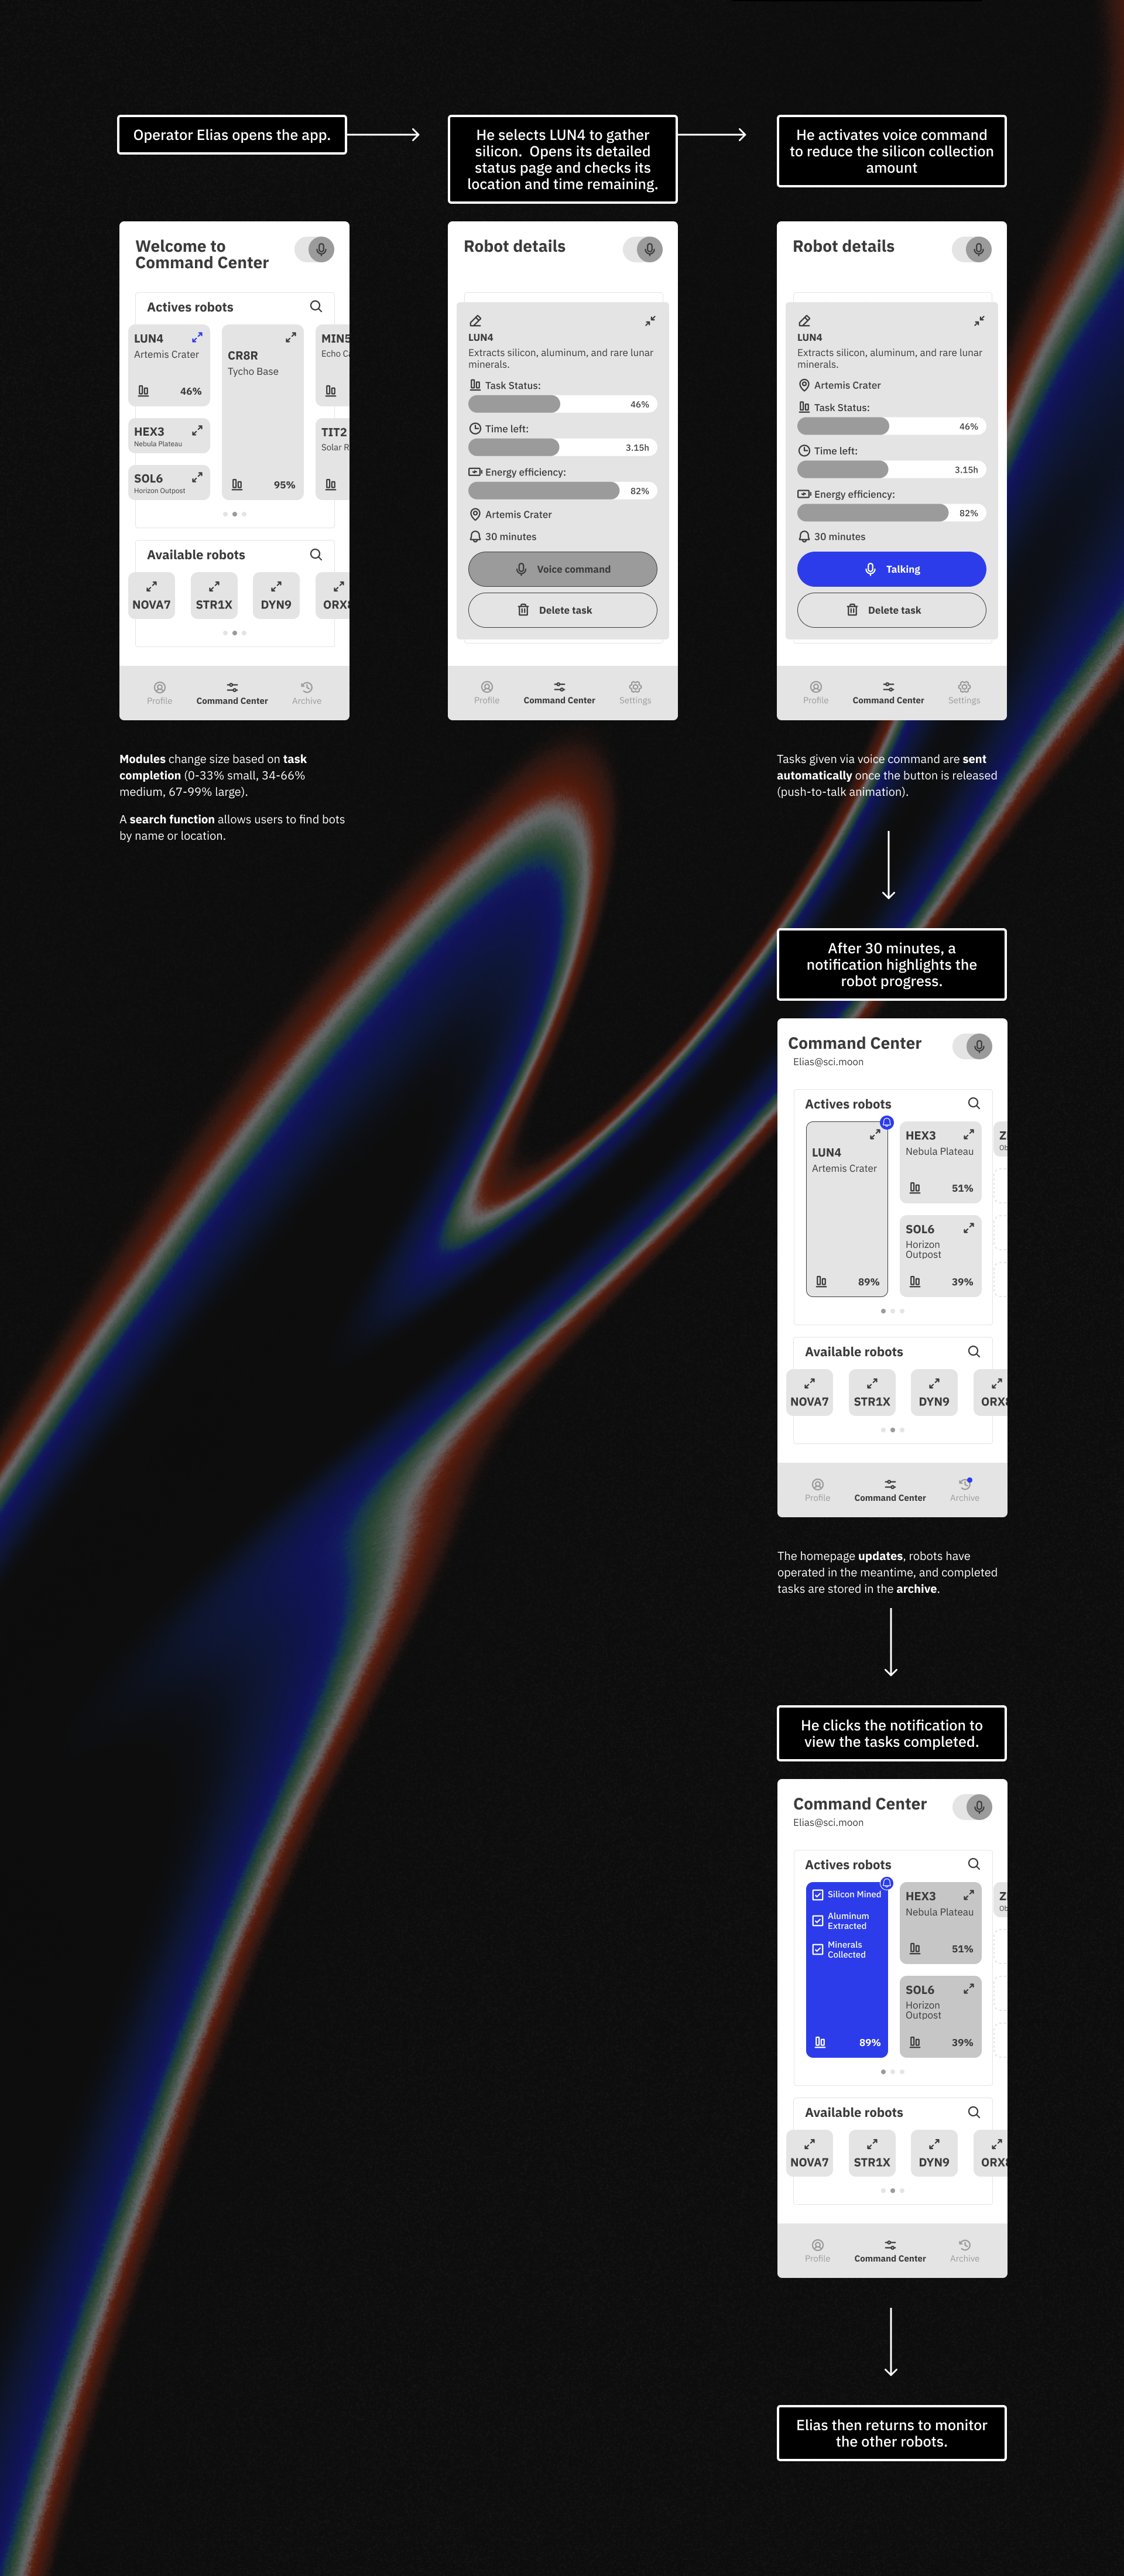 Operator Elias opens the app.
He selects LUN4 to gather
silicon. Opens its detailed
status page and checks its
location and time remaining.
He activates voice command
to reduce the silicon collection
amount
Welcome to
Command Center
Actives robots
LUN4
Artemis Crater
46%
CR8R
Tycho Base
95%
MIN5
Echo Ca
HEX3
Nebula Plateau
TIT2
Solar R
SOL6
Horizon Outpost
Available robots
NOVA7
STR1X
DYN9
ORX8
Profile
Command Center
Archive
Robot details
LUN4
Extracts silicon, aluminum, and rare lunar
minerals.
Task Status:
46%
Time left:
3.15h
Energy efficiency:
82%
Artemis Crater
30 minutes
Voice command
Delete task
Profile
Command Center
Settings
Robot details
LUN4
Extracts silicon, aluminum, and rare lunar
minerals.
Artemis Crater
Task Status:
46%
Time left:
3.15h
Energy efficiency:
82%
30 minutes
Talking
Delete task
Profile
Command Center
Settings
Modules change size based on task
completion (0-33% small, 34-66%
medium, 67-99% large).
A search function allows users to find bots
by name or location.
Tasks given via voice command are sent
automatically once the button is released
(push-to-talk animation).
After 30 minutes, a
notification highlights the
robot progress.
Command Center
Elias@sci.moon
Actives robots
LUN4
Artemis Crater
89%
HEX3
Nebula Plateau
51%
SOL6
Horizon
Outpost
39%
Z
Ob
Available robots
NOVA7
STR1X
DYN9
ORX8
Profile
Command Center
Archive
The homepage updates, robots have
operated in the meantime, and completed
tasks are stored in the archive.
He clicks the notification to
view the tasks completed.
Command Center
Elias@sci.moon
Actives robots
Silicon Mined
Aluminum
Extracted
Minerals
Collected
89%
HEX3
Nebula Plateau
51%
SOL6
Horizon
Outpost
39%
Z
Ob
Available robots
NOVA7
STR1X
DYN9
ORX8
Profile
Command Center
Archive
Elias then returns to monitor
the other robots.